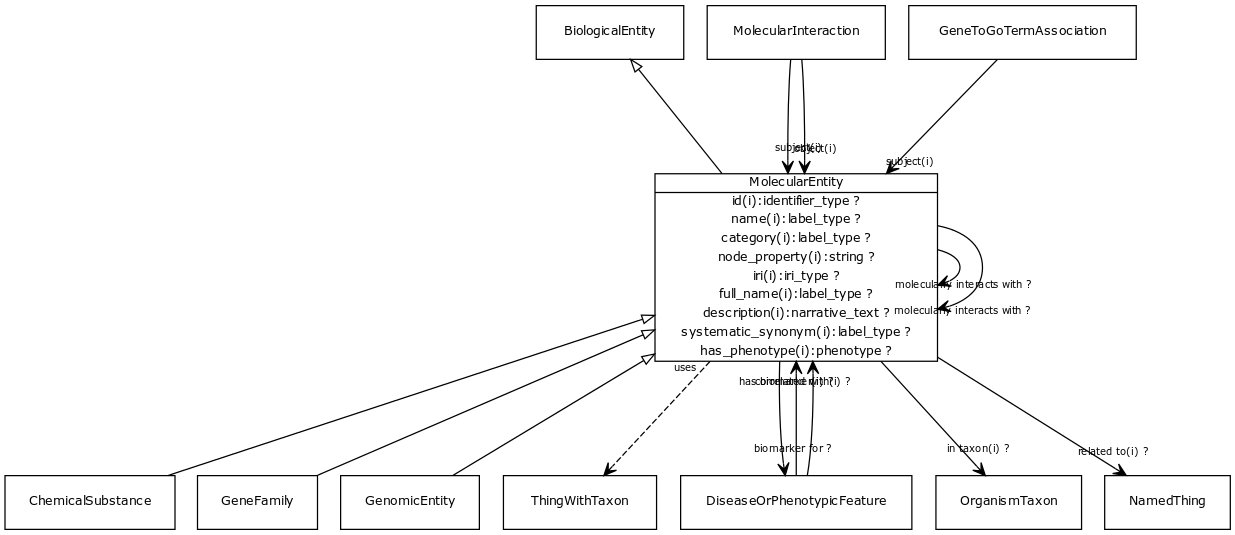 BiologicalEntity
MolecularInteraction
GeneToGoTermAssociation
subject(i)
object(i)
subject(i)
MolecularEntity
id(i):identifier_type ?
name(i):label_type ?
category(i):label_type ?
node_property(i):string ?
iri(i):iri_type ?
full_name(i):label_type ?
description(i):narrative_text ?
systematic_synonym(i):label_type ?
has_phenotype(i):phenotype ?
molecularly interacts with ?
molecularly interacts with ?
uses
has biomarker(i) ?
correlated with(i) ?
biomarker for ?
in taxon(i) ?
related to(i) ?
ChemicalSubstance
GeneFamily
GenomicEntity
ThingWithTaxon
DiseaseOrPhenotypicFeature
OrganismTaxon
NamedThing